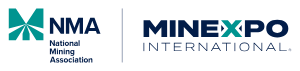 NMA
National
Mining
Association
MINEXPO
INTERNATIONAL®